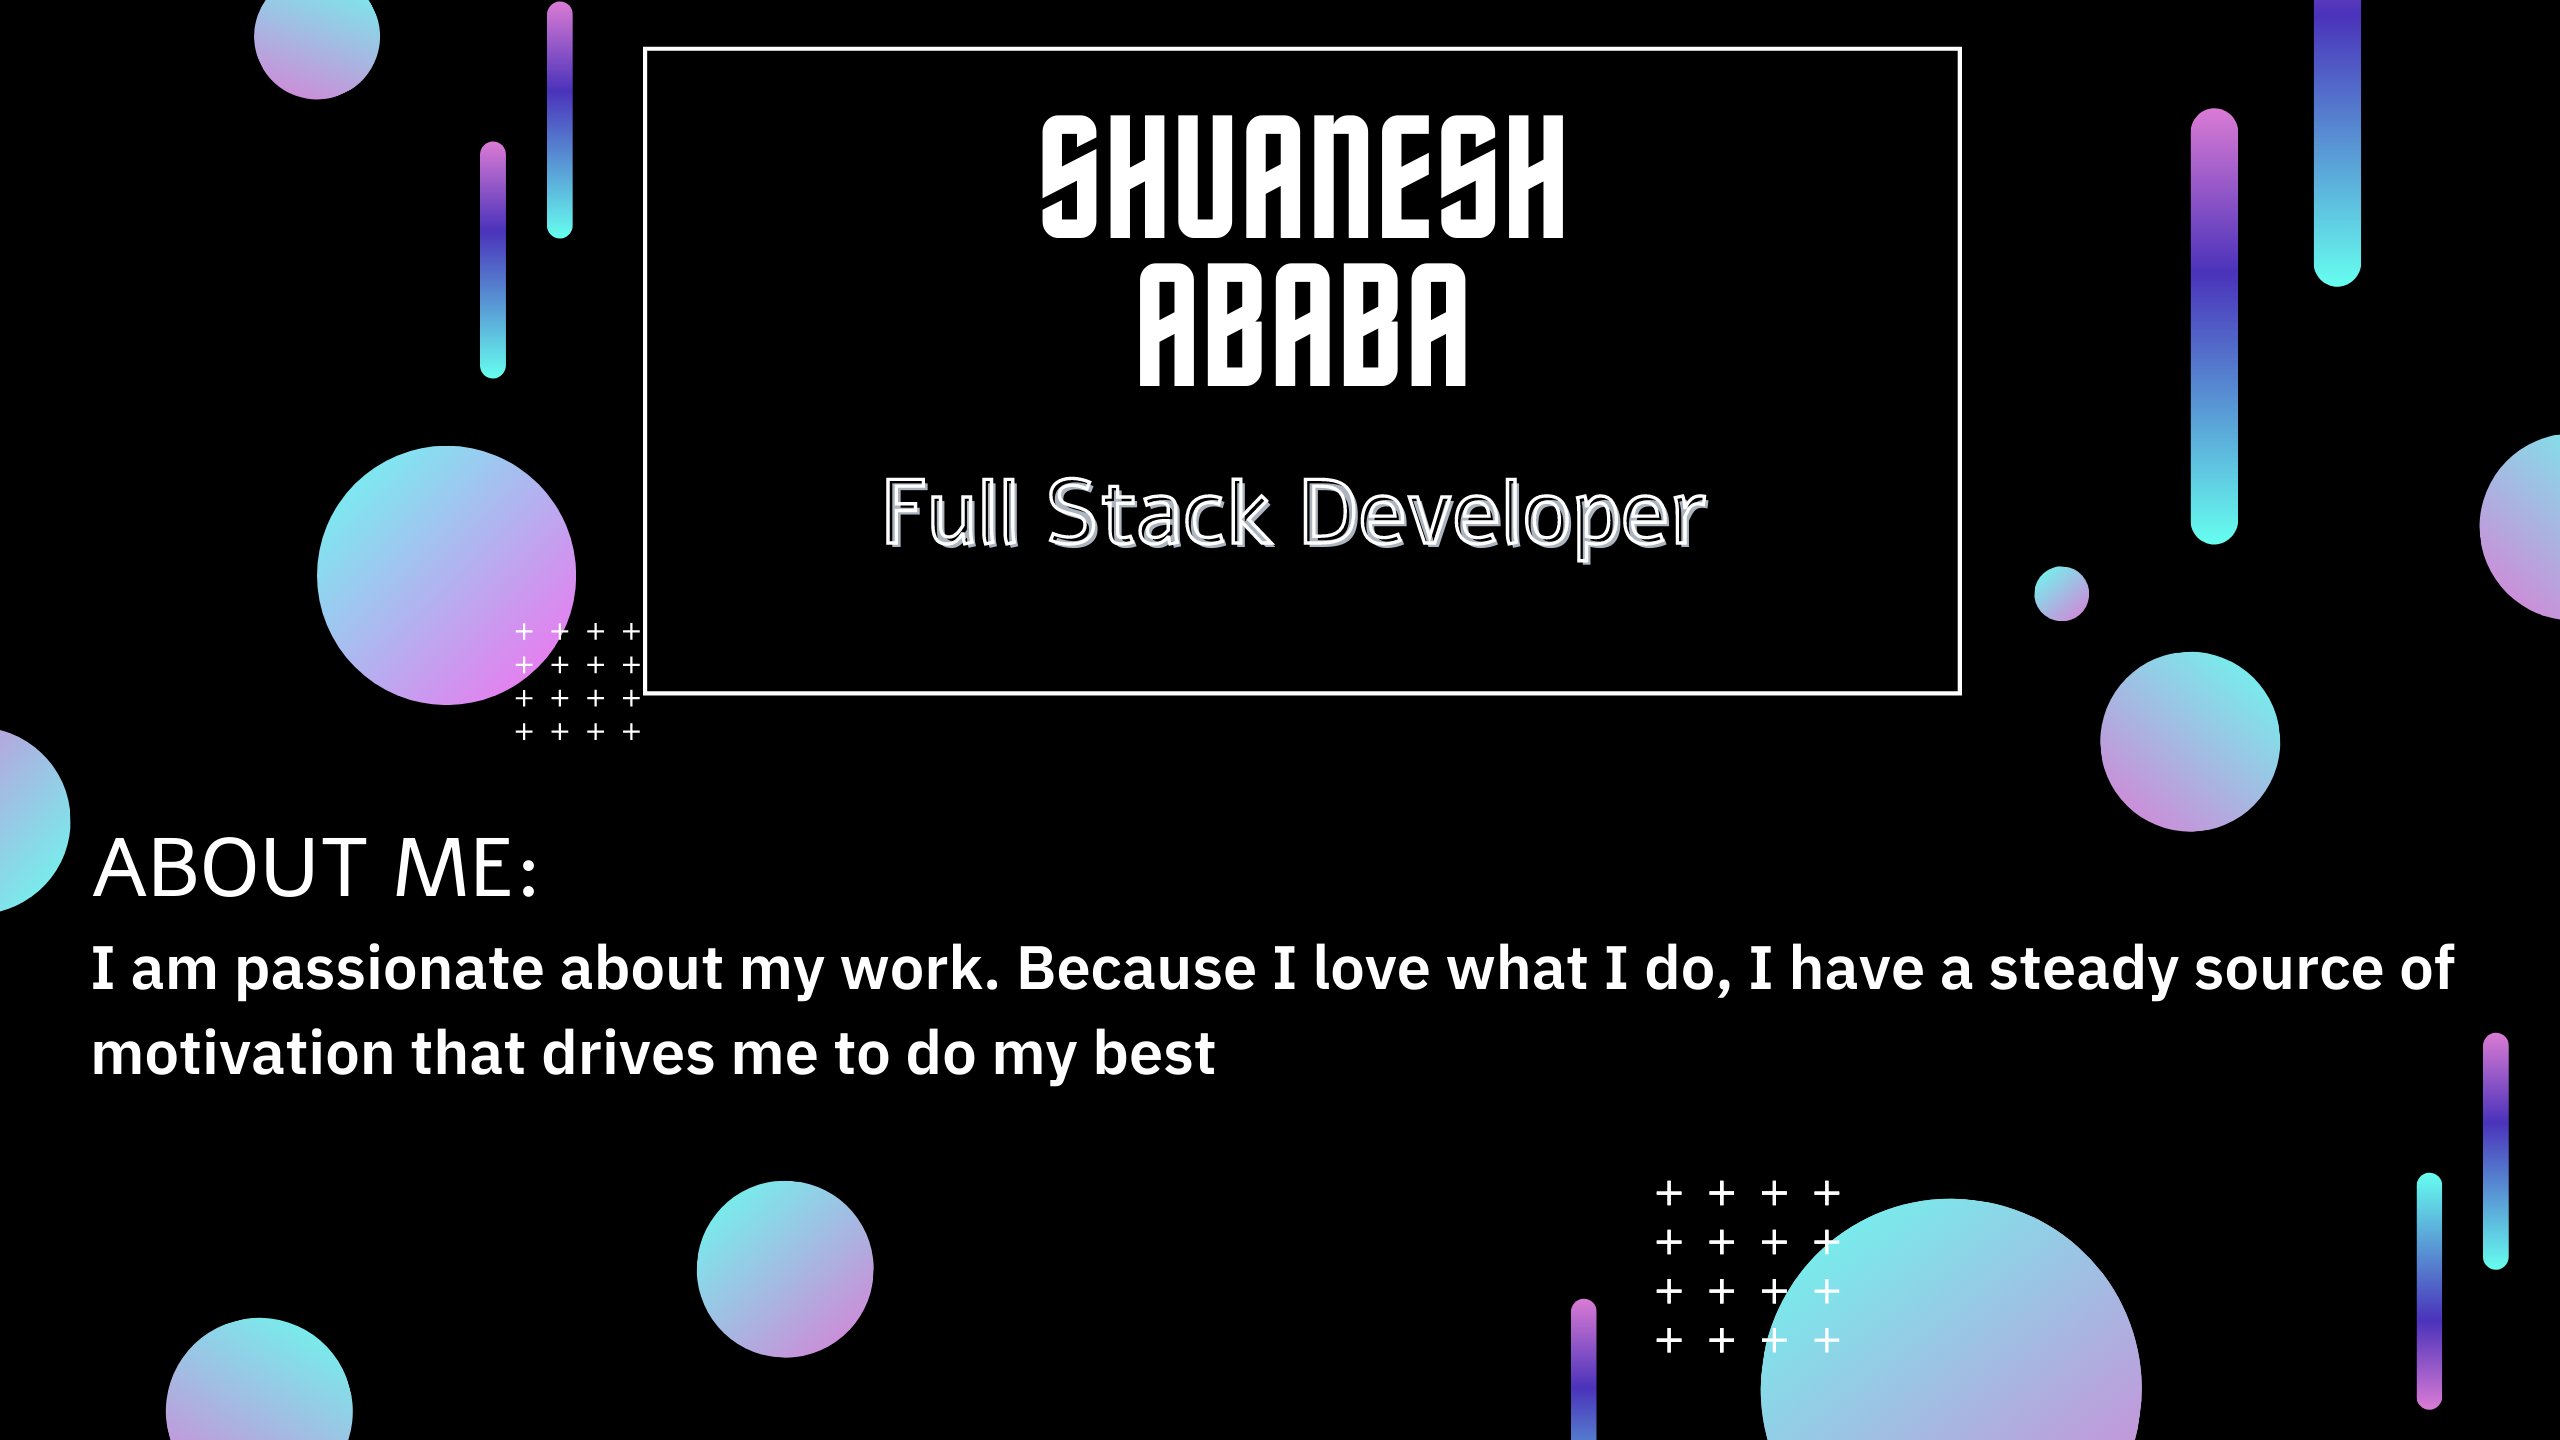 SHUANESH
ABABA
Full Stack Developer
ABOUT ME:
I am passionate about my work. Because I love what I do, I have a steady source of
motivation that drives me to do my best